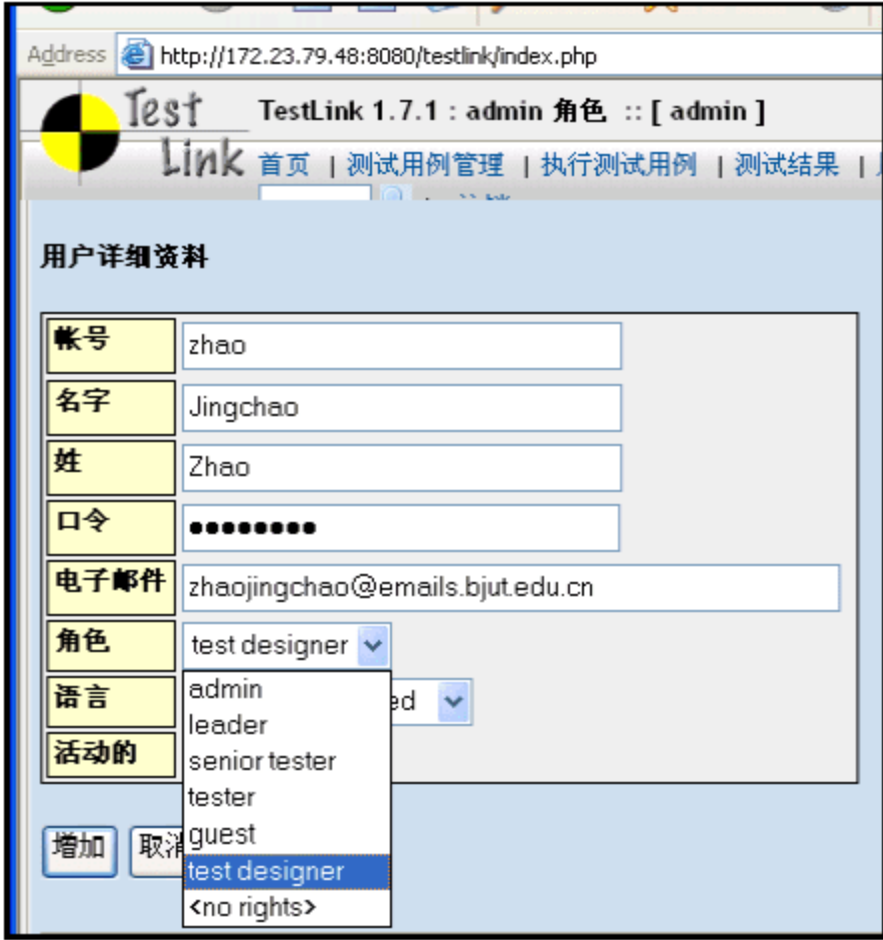 Address http://172.23.79.48:8080/testlink/index.php
Test Link
TestLink 1.7.1 : admin 角色 :: [ admin ]
首页 | 测试用例管理 | 执行测试用例 | 测试结果 |
用户详细资料
帐号 zhao
名字 Jingchao
姓 Zhao
口令 ●●●●●●●●
电子邮件 zhaojingchao@emails.bjut.edu.cn
角色 test designer
语言 ed
活动的
admin
leader
senior tester
tester
guest
test designer
<no rights>
增加 取消